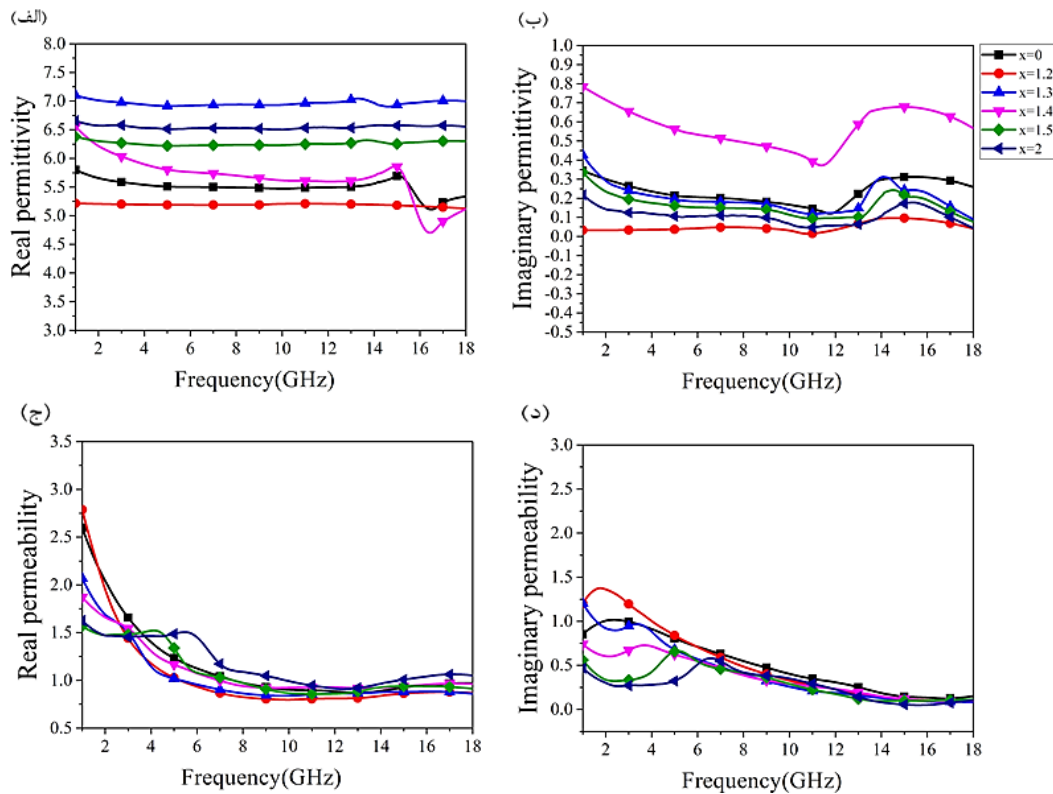 (الف)
Real permittivity
8.0
7.5
7.0
6.5
6.0
5.5
5.0
4.5
4.0
3.5
3.0
2 4 6 8 10 12 14 16 18
Frequency(GHz)
(ب)
Imaginary permittivity
1.0
0.9
0.8
0.7
0.6
0.5
0.4
0.3
0.2
0.1
0.0
-0.1
-0.2
-0.3
-0.4
-0.5
2 4 6 8 10 12 14 16 18
Frequency(GHz)
x=0
x=1.2
x=1.3
x=1.4
x=1.5
x=2
(ج)
Real permeability
3.5
3.0
2.5
2.0
1.5
1.0
0.5
2 4 6 8 10 12 14 16 18
Frequency(GHz)
(د)
Imaginary permeability
3.0
2.5
2.0
1.5
1.0
0.5
0.0
2 4 6 8 10 12 14 16 18
Frequency(GHz)